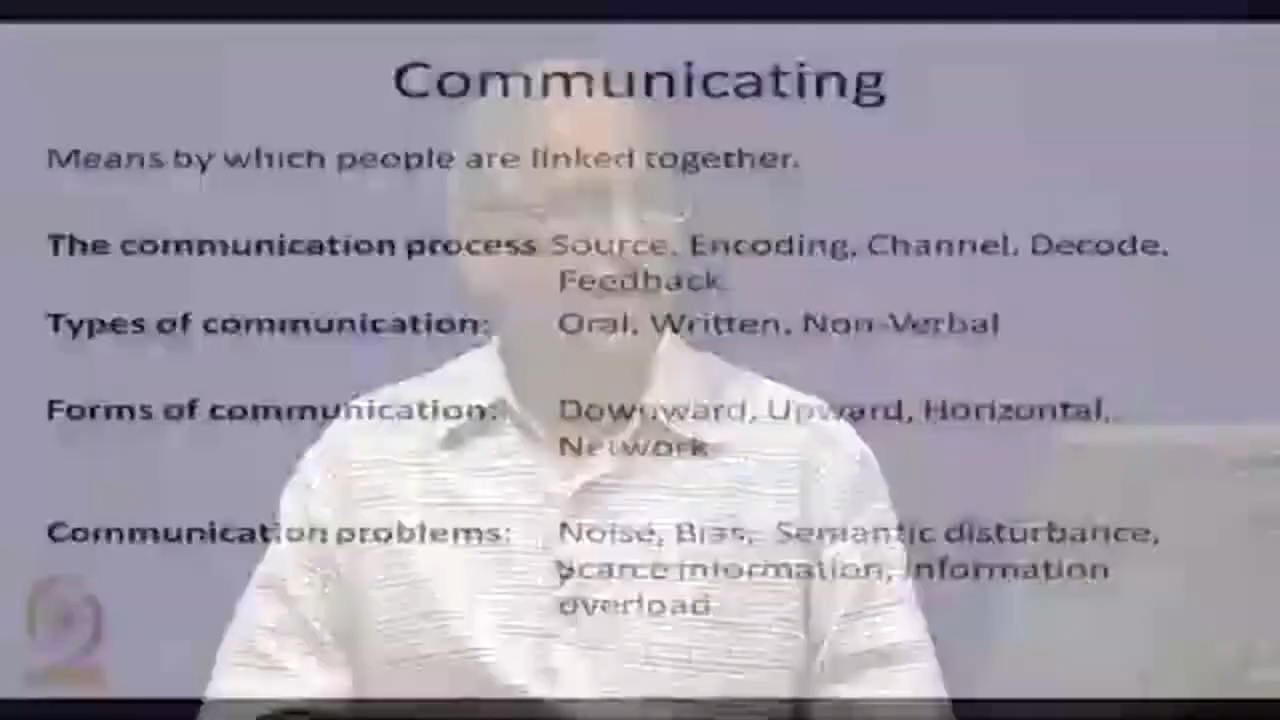 Communicating
Means by which people are linked together.
The communication process Source, Encoding, Channel, Decode,
Feedback
Types of communication: Oral, Written, Non-Verbal
Forms of communication: Downward, Upward, Horizontal,
Network
Communication problems: Noise, Bias, Semantic disturbance,
Scarce information, Information
overload